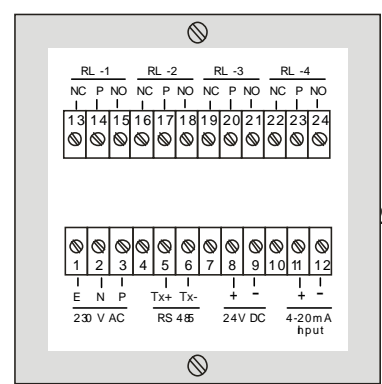 RL -1 RL -2 RL -3 RL -4
NC P NO NC P NO NC P NO NC P NO
13 14 15 16 17 18 19 20 21 22 23 24
1 2 3 4 5 6 7 8 9 10 11 12
E N P Tx+ Tx- + - + -
230 V AC RS 485 24V DC 4-20mA
Input